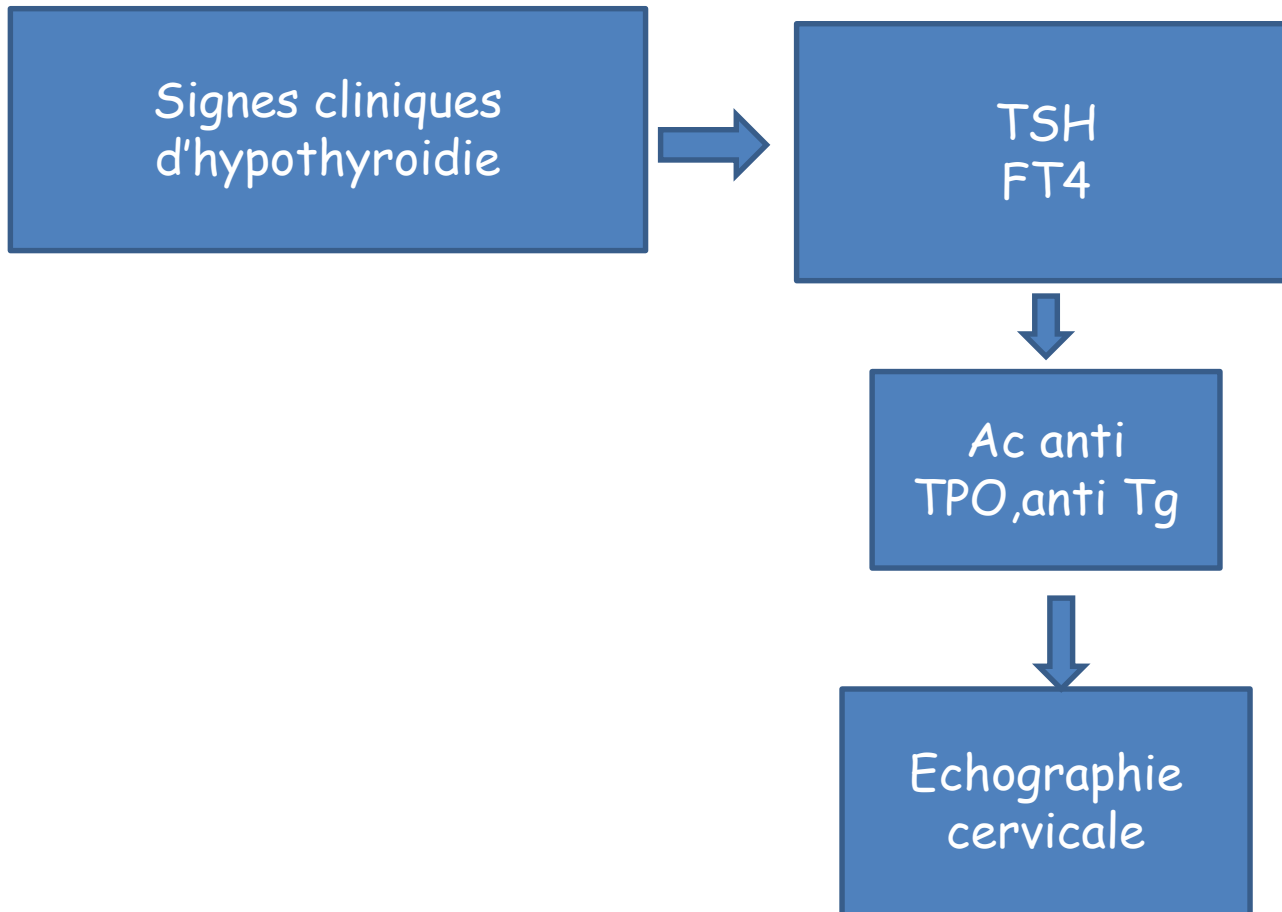 Signes cliniques
d'hypothyroidie
TSH
FT4
Ac anti
TPO,anti Tg
Echographie
cervicale